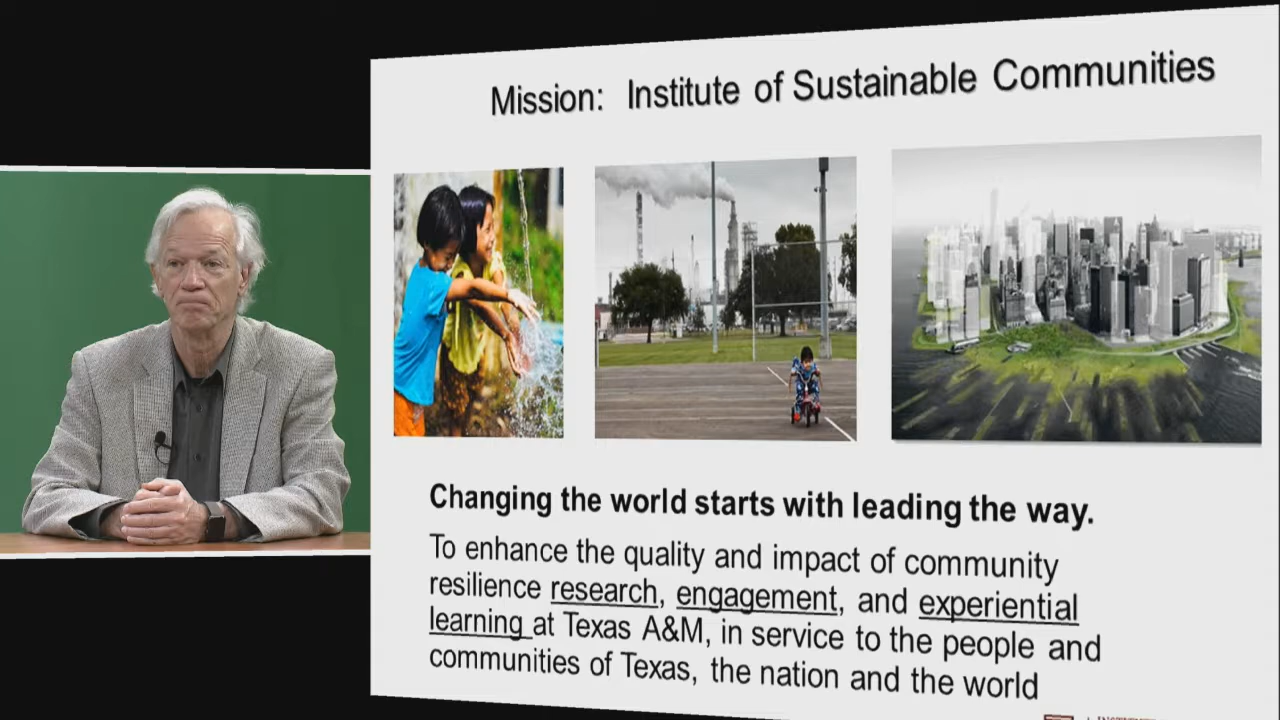 Mission: Institute of Sustainable Communities
Changing the world starts with leading the way.
To enhance the quality and impact of community
resilience research, engagement, and experiential
learning at Texas A&M, in service to the people and
communities of Texas, the nation and the world